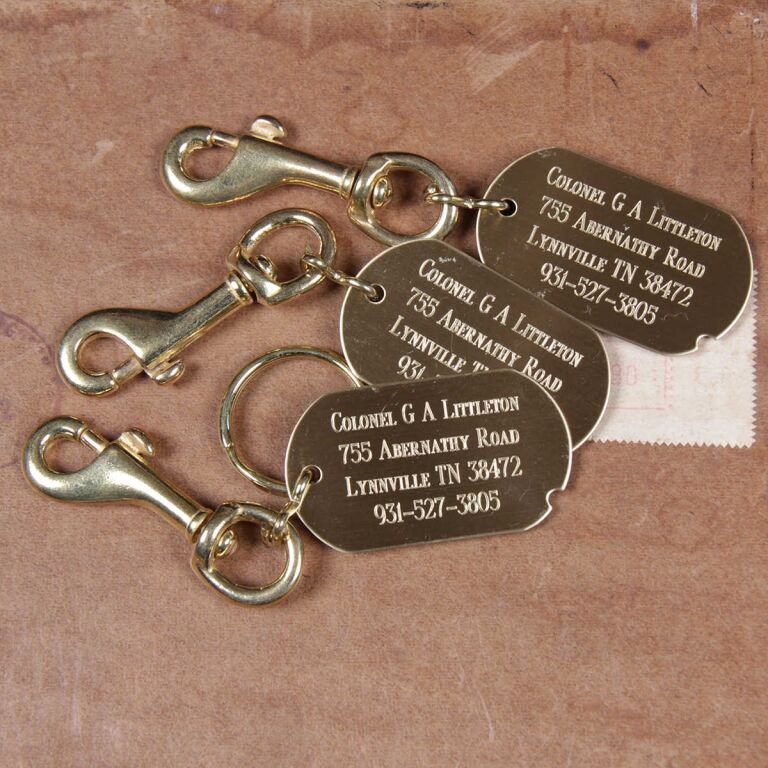 Colonel G A Littleton
755 Abernathy Road
Lynnville TN 38472
931-527-3805
Colonel G A Littleton
755 Abernathy Road
Lynnville TN
931
Colonel G A Littleton
755 Abernathy Road
Lynnville TN 38472
931-527-3805